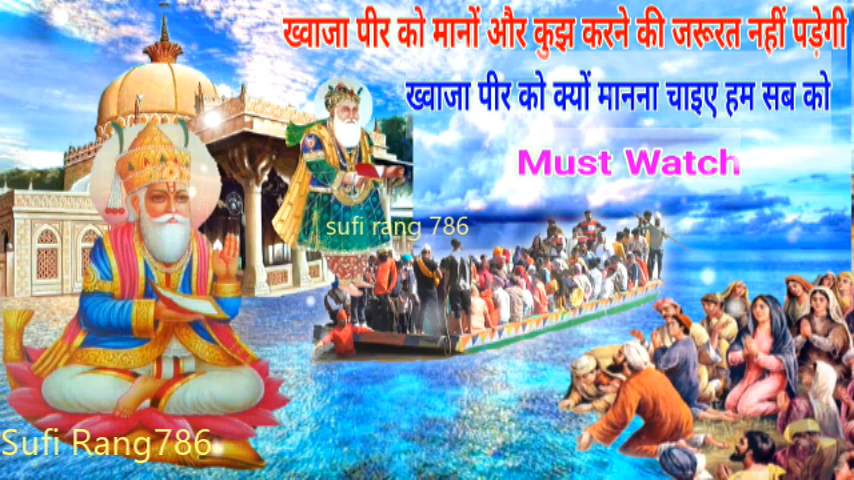 ख्वाजा पीर को मानों और कुझ करने की जरूरत नहीं पड़ेगी
ख्वाजा पीर को क्यों मानना चाइए हम सब को
Must Watch
sufi rang 786
Sufi Rang786